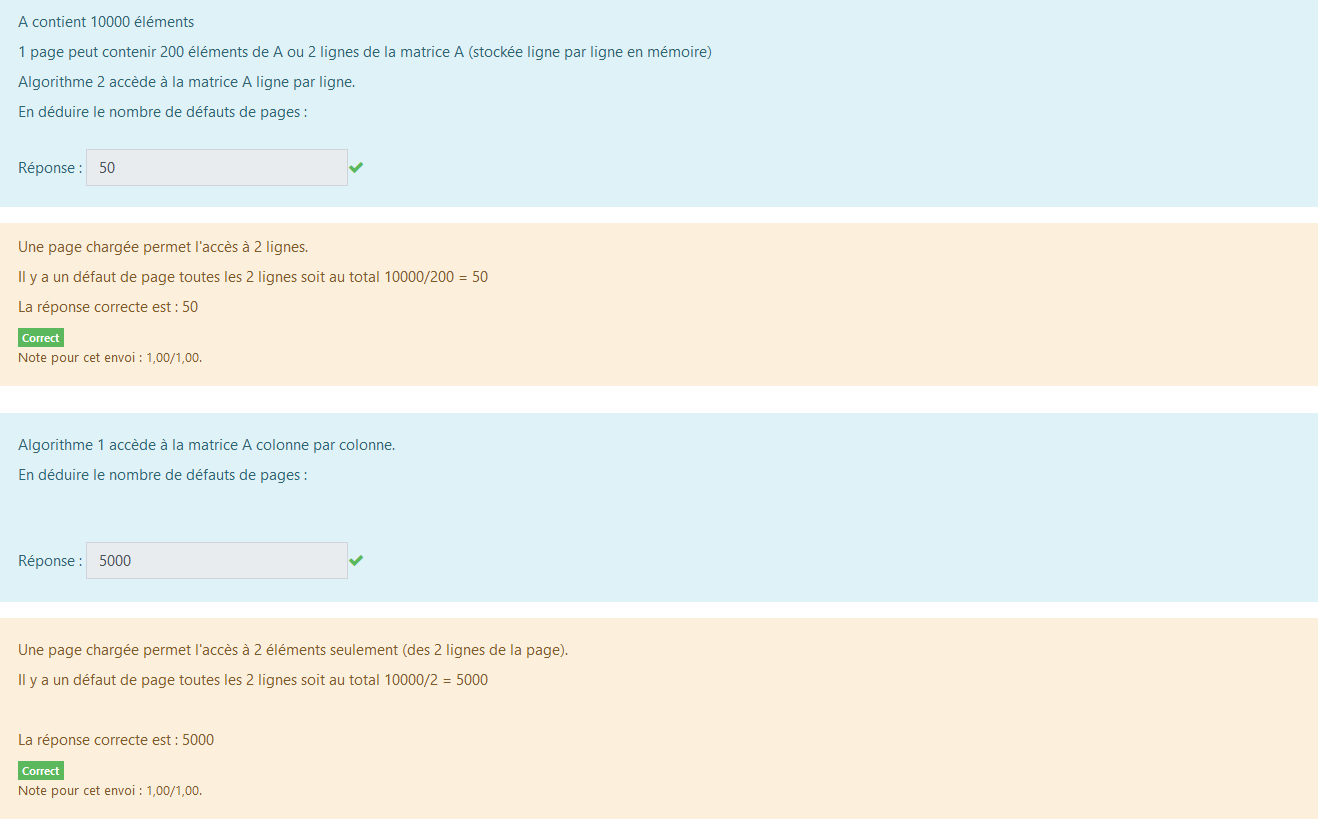 A contient 10000 éléments
1 page peut contenir 200 éléments de A ou 2 lignes de la matrice A (stockée ligne par ligne en mémoire)
Algorithme 2 accède à la matrice A ligne par ligne.
En déduire le nombre de défauts de pages :
Réponse : 50
Une page chargée permet l'accès à 2 lignes.
Il y a un défaut de page toutes les 2 lignes soit au total 10000/200 = 50
La réponse correcte est : 50
Correct
Note pour cet envoi : 1,00/1,00.
Algorithme 1 accède à la matrice A colonne par colonne.
En déduire le nombre de défauts de pages :
Réponse : 5000
Une page chargée permet l'accès à 2 éléments seulement (des 2 lignes de la page).
Il y a un défaut de page toutes les 2 lignes soit au total 10000/2 = 5000
La réponse correcte est : 5000
Correct
Note pour cet envoi : 1,00/1,00.